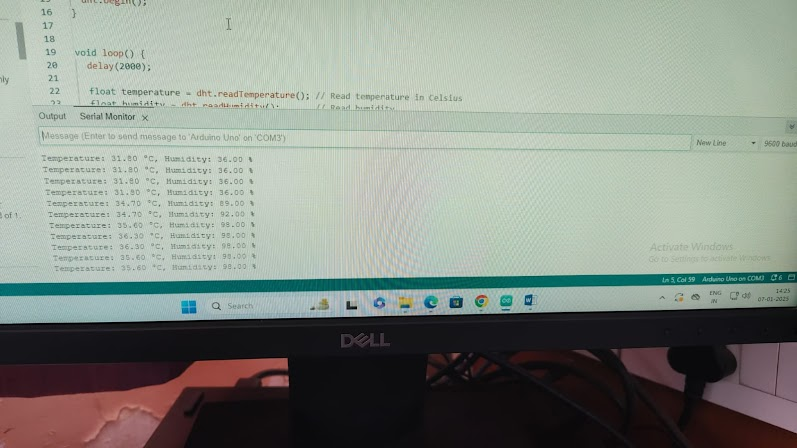 15 dht.begin();
16 }
17
18
19 void loop() {
20 delay(2000);
21
22 float temperature = dht.readTemperature(); // Read temperature in Celsius
23 float humidity = dht.readHumidity(); // Read humidity
Output Serial Monitor
Message (Enter to send message to 'Arduino Uno' on 'COM3')
New Line 9600 baud
Temperature: 31.80 °C, Humidity: 36.00 %
Temperature: 31.80 °C, Humidity: 36.00 %
Temperature: 31.80 °C, Humidity: 36.00 %
Temperature: 31.80 °C, Humidity: 36.00 %
Temperature: 34.70 °C, Humidity: 89.00 %
Temperature: 34.70 °C, Humidity: 92.00 %
Temperature: 35.60 °C, Humidity: 98.00 %
Temperature: 36.30 °C, Humidity: 98.00 %
Temperature: 36.30 °C, Humidity: 98.00 %
Temperature: 35.60 °C, Humidity: 98.00 %
Temperature: 35.60 °C, Humidity: 98.00 %
of 1.
Activate Windows
Go to Settings to activate Windows.
Ln 5, Col 59 Arduino Uno on COM3 6
Search
ENG
IN
14:25
07-01-2025
DELL